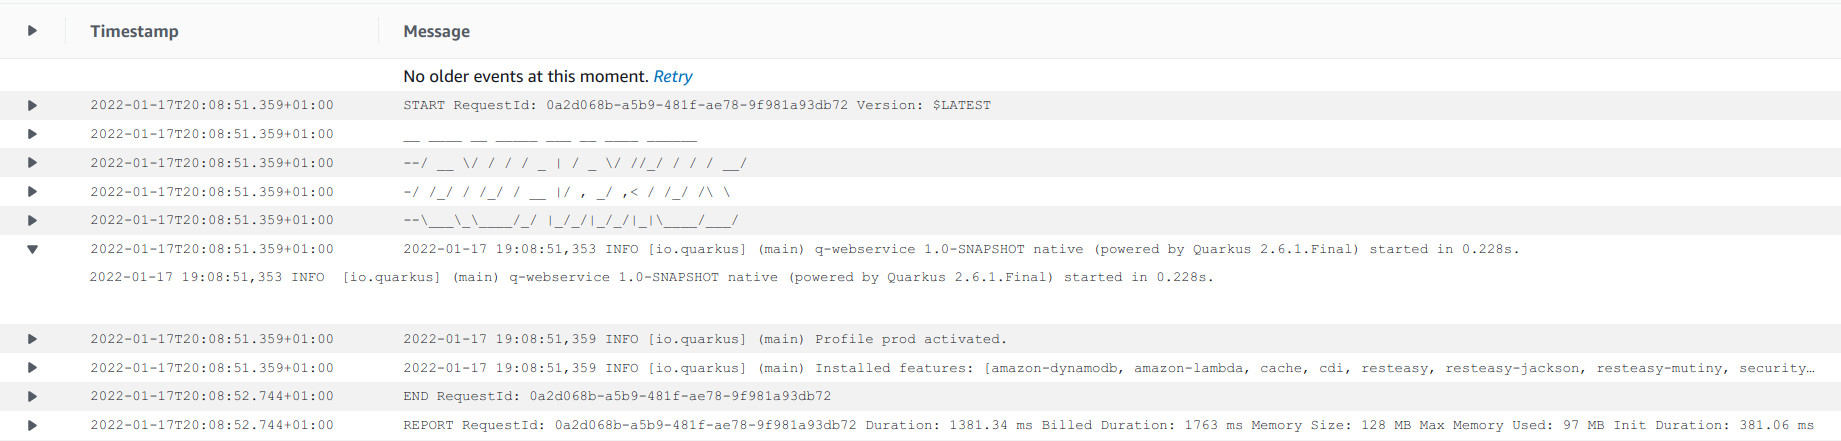 Timestamp Message
No older events at this moment. Retry
2022-01-17T20:08:51.359+01:00 START RequestId: 0a2d068b-a5b9-481f-ae78-9f981a93db72 Version: $LATEST
2022-01-17T20:08:51.359+01:00 __ ____ __ _____ ___ __ ____ ______
2022-01-17T20:08:51.359+01:00 --/ __ \/ / / / _ | / _ \/ //_/ / / / __/
2022-01-17T20:08:51.359+01:00 -/ /_/ / /_/ / __ |/ , _/ ,< / /_/ /\ \
2022-01-17T20:08:51.359+01:00 --\___\_\____/_/ |_/_/|_/_/|_|\____/___/
2022-01-17T20:08:51.359+01:00 2022-01-17 19:08:51,353 INFO [io.quarkus] (main) q-webservice 1.0-SNAPSHOT native (powered by Quarkus 2.6.1.Final) started in 0.228s.
2022-01-17 19:08:51,353 INFO  [io.quarkus] (main) q-webservice 1.0-SNAPSHOT native (powered by Quarkus 2.6.1.Final) started in 0.228s.
2022-01-17T20:08:51.359+01:00 2022-01-17 19:08:51,359 INFO [io.quarkus] (main) Profile prod activated.
2022-01-17T20:08:51.359+01:00 2022-01-17 19:08:51,359 INFO [io.quarkus] (main) Installed features: [amazon-dynamodb, amazon-lambda, cache, cdi, resteasy, resteasy-jackson, resteasy-mutiny, security…
2022-01-17T20:08:52.744+01:00 END RequestId: 0a2d068b-a5b9-481f-ae78-9f981a93db72
2022-01-17T20:08:52.744+01:00 REPORT RequestId: 0a2d068b-a5b9-481f-ae78-9f981a93db72 Duration: 1381.34 ms Billed Duration: 1763 ms Memory Size: 128 MB Max Memory Used: 97 MB Init Duration: 381.06 ms